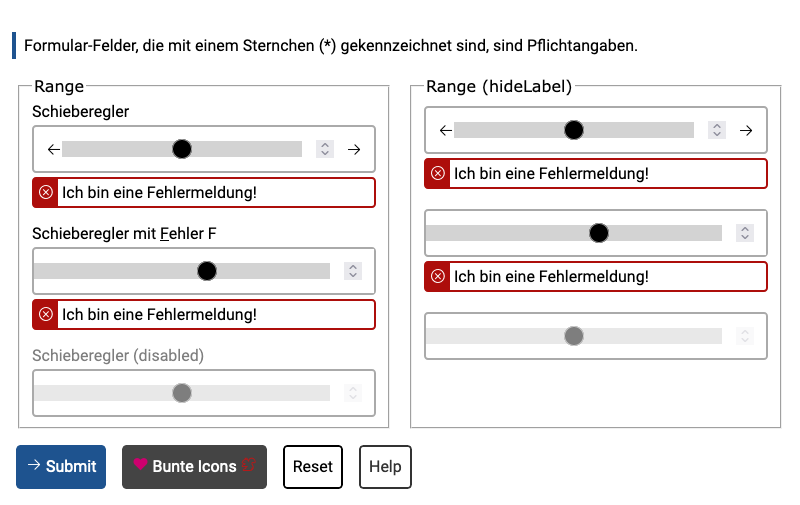 Formular-Felder, die mit einem Sternchen (*) gekennzeichnet sind, sind Pflichtangaben.
Range
Schieberegler
Ich bin eine Fehlermeldung!
Schieberegler mit Fehler F
Ich bin eine Fehlermeldung!
Schieberegler (disabled)
Range (hideLabel)
Ich bin eine Fehlermeldung!
Ich bin eine Fehlermeldung!
Submit
Bunte Icons
Reset
Help